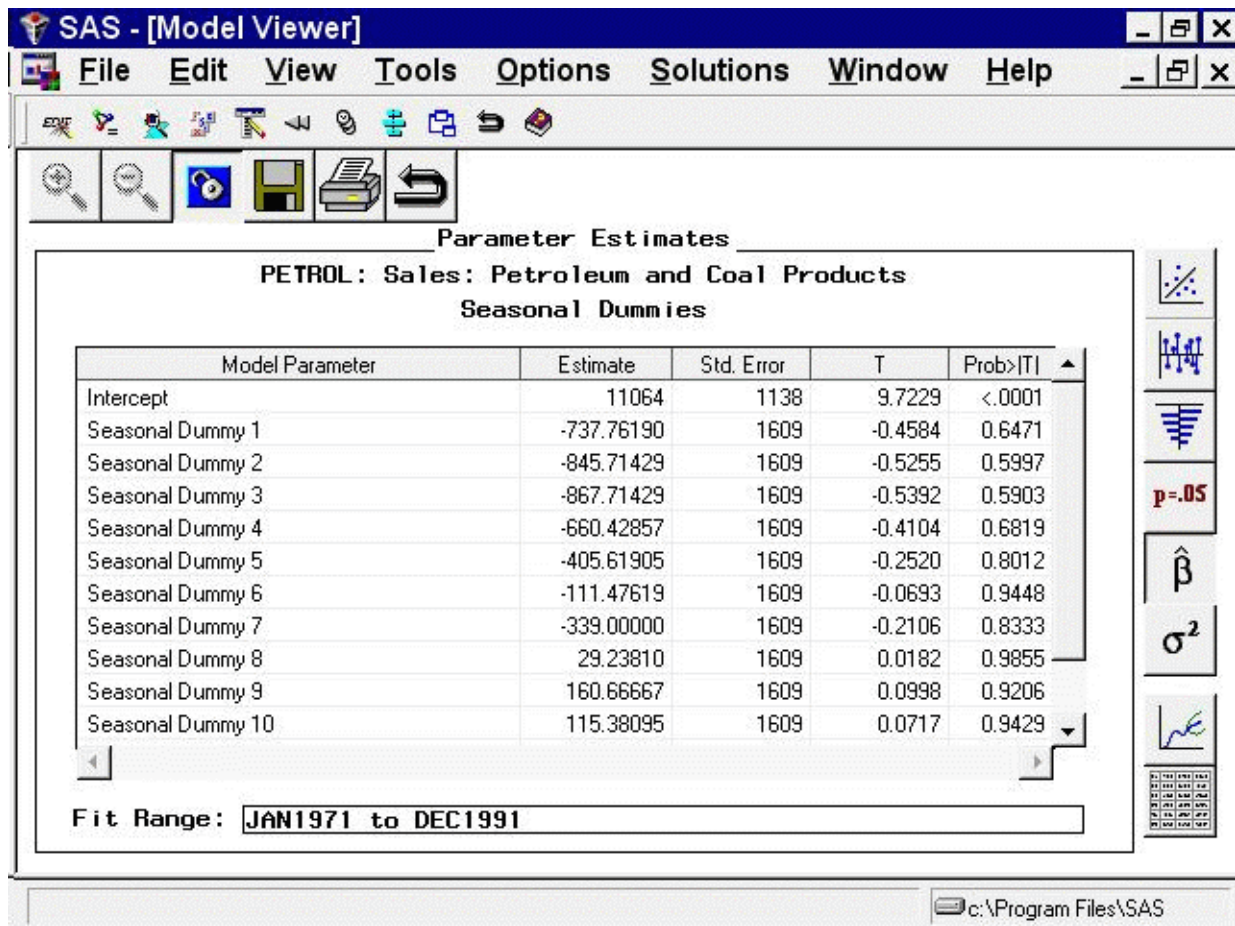 SAS - [Model Viewer]
File Edit View Tools Options Solutions Window Help
Parameter Estimates
PETROL: Sales: Petroleum and Coal Products
Seasonal Dummies
Model Parameter Estimate Std. Error T Prob>|T|
Intercept 11064 1138 9.7229 <.0001
Seasonal Dummy 1 -737.76190 1609 -0.4584 0.6471
Seasonal Dummy 2 -845.71429 1609 -0.5255 0.5997
Seasonal Dummy 3 -867.71429 1609 -0.5392 0.5903
Seasonal Dummy 4 -660.42857 1609 -0.4104 0.6819
Seasonal Dummy 5 -405.61905 1609 -0.2520 0.8012
Seasonal Dummy 6 -111.47619 1609 -0.0693 0.9448
Seasonal Dummy 7 -339.00000 1609 -0.2106 0.8333
Seasonal Dummy 8 29.23810 1609 0.0182 0.9855
Seasonal Dummy 9 160.66667 1609 0.0998 0.9206
Seasonal Dummy 10 115.38095 1609 0.0717 0.9429
p=.05
β̂
σ²
Fit Range: JAN1971 to DEC1991
c:\Program Files\SAS